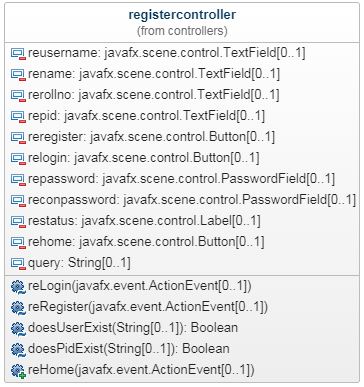 registercontroller
(from controllers)
reusername: javafx.scene.control.TextField[0..1]
rename: javafx.scene.control.TextField[0..1]
rerollno: javafx.scene.control.TextField[0..1]
repid: javafx.scene.control.TextField[0..1]
reregister: javafx.scene.control.Button[0..1]
relogin: javafx.scene.control.Button[0..1]
repassword: javafx.scene.control.PasswordField[0..1]
reconpassword: javafx.scene.control.PasswordField[0..1]
restatus: javafx.scene.control.Label[0..1]
rehome: javafx.scene.control.Button[0..1]
query: String[0..1]
reLogin(javafx.event.ActionEvent[0..1])
reRegister(javafx.event.ActionEvent[0..1])
doesUserExist(String[0..1]): Boolean
doesPidExist(String[0..1]): Boolean
reHome(javafx.event.ActionEvent[0..1])